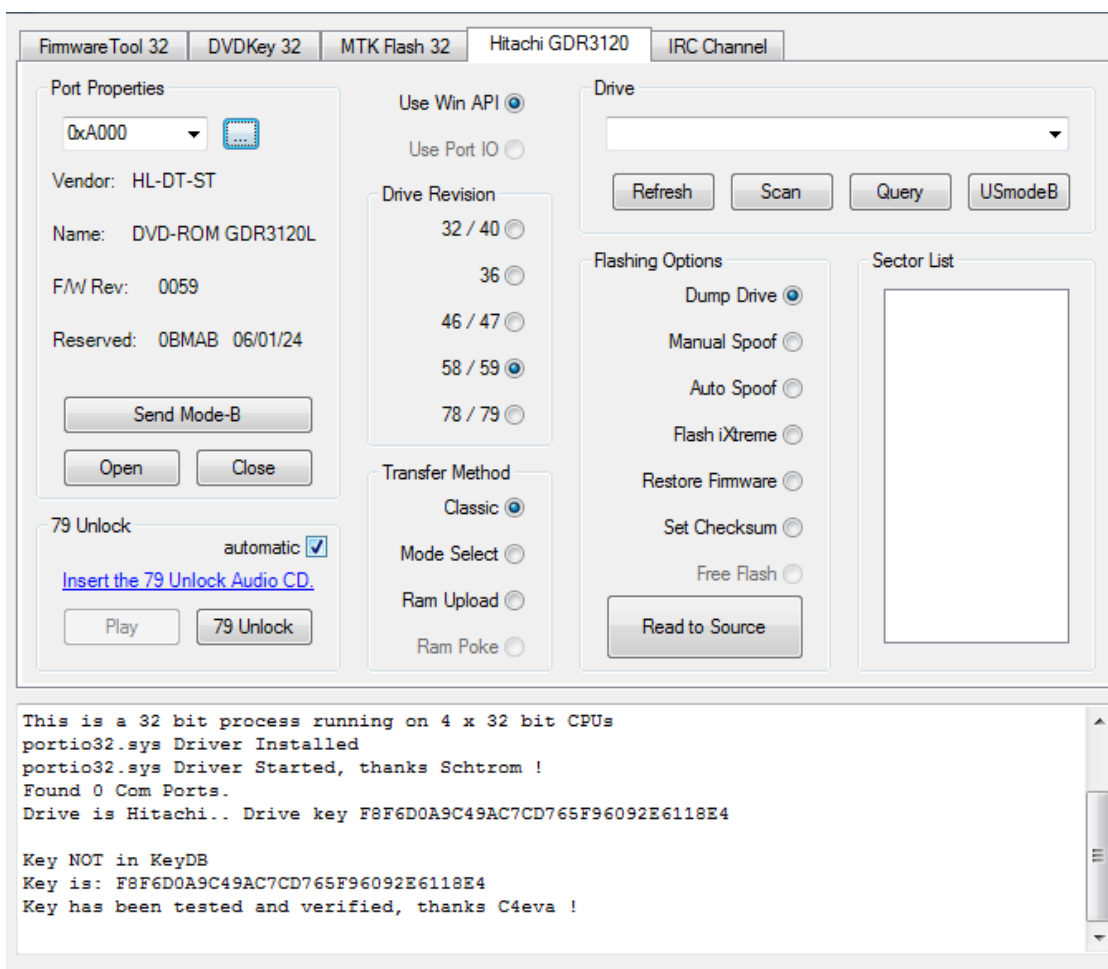 FirmwareTool 32 DVDKey 32 MTK Flash 32 Hitachi GDR3120 IRC Channel
Port Properties
0xA000 ...
Vendor: HL-DT-ST
Name: DVD-ROM GDR3120L
F/W Rev: 0059
Reserved: 0BMAB 06/01/24
Send Mode-B
Open Close
79 Unlock
automatic
Insert the 79 Unlock Audio CD.
Play 79 Unlock
Use Win API
Use Port IO
Drive Revision
32 / 40
36
46 / 47
58 / 59
78 / 79
Transfer Method
Classic
Mode Select
Ram Upload
Ram Poke
Drive
Refresh Scan Query USmodeB
Flashing Options
Dump Drive
Manual Spoof
Auto Spoof
Flash iXtreme
Restore Firmware
Set Checksum
Free Flash
Read to Source
Sector List
This is a 32 bit process running on 4 x 32 bit CPUs
portio32.sys Driver Installed
portio32.sys Driver Started, thanks Schtrom !
Found 0 Com Ports.
Drive is Hitachi.. Drive key F8F6D0A9C49AC7CD765F96092E6118E4
Key NOT in KeyDB
Key is: F8F6D0A9C49AC7CD765F96092E6118E4
Key has been tested and verified, thanks C4eva !